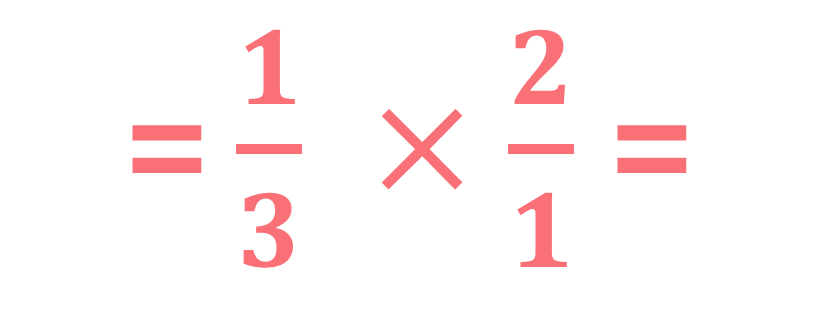 = 1/3 × 2/1 =